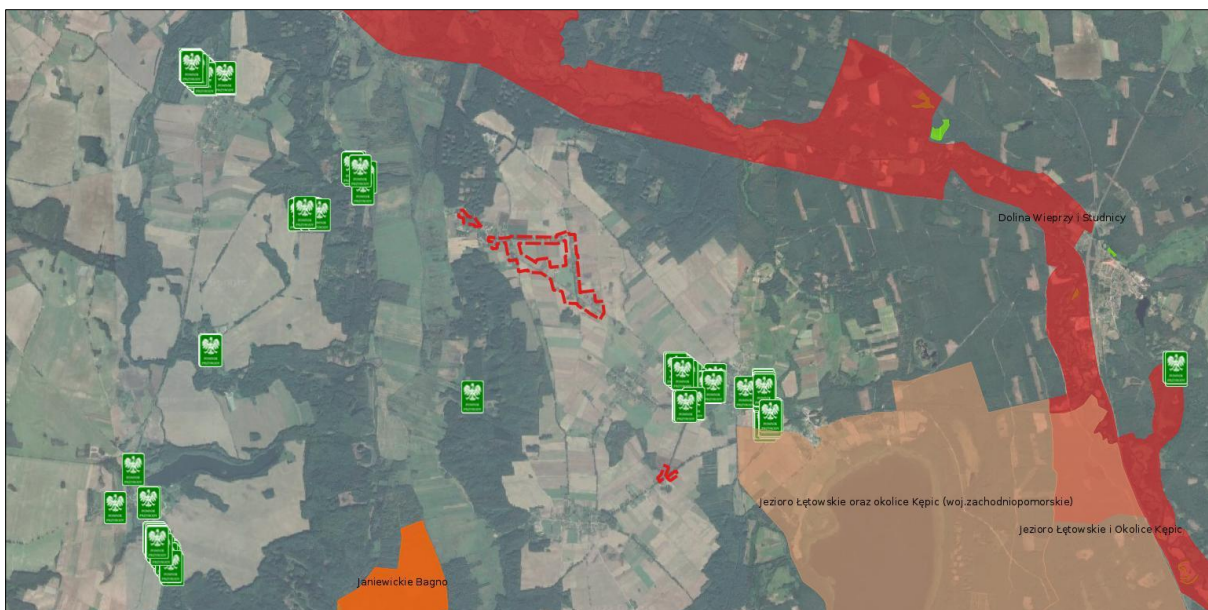 Dolina Wieprzy i Studnicy
Jezioro Łętowskie oraz okolice Kępic (woj.zachodniopomorskie)
Jezioro Łętowskie i Okolice Kępic
Janiewickie Bagno